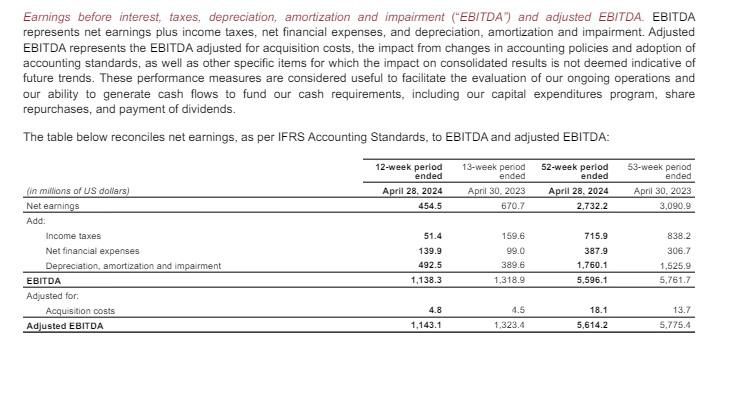 Earnings before interest, taxes, depreciation, amortization and impairment (“EBITDA”) and adjusted EBITDA. EBITDA
represents net earnings plus income taxes, net financial expenses, and depreciation, amortization and impairment. Adjusted
EBITDA represents the EBITDA adjusted for acquisition costs, the impact from changes in accounting policies and adoption of
accounting standards, as well as other specific items for which the impact on consolidated results is not deemed indicative of
future trends. These performance measures are considered useful to facilitate the evaluation of our ongoing operations and
our ability to generate cash flows to fund our cash requirements, including our capital expenditures program, share
repurchases, and payment of dividends.
The table below reconciles net earnings, as per IFRS Accounting Standards, to EBITDA and adjusted EBITDA:
12-week period 13-week period 52-week period 53-week period
ended ended ended ended
(in millions of US dollars) April 28, 2024 April 30, 2023 April 28, 2024 April 30, 2023
Net earnings 454.5 670.7 2,732.2 3,090.9
Add:
Income taxes 51.4 159.6 715.9 838.2
Net financial expenses 139.9 99.0 387.9 306.7
Depreciation, amortization and impairment 492.5 389.6 1,760.1 1,525.9
EBITDA 1,138.3 1,318.9 5,596.1 5,761.7
Adjusted for:
Acquisition costs 4.8 4.5 18.1 13.7
Adjusted EBITDA 1,143.1 1,323.4 5,614.2 5,775.4